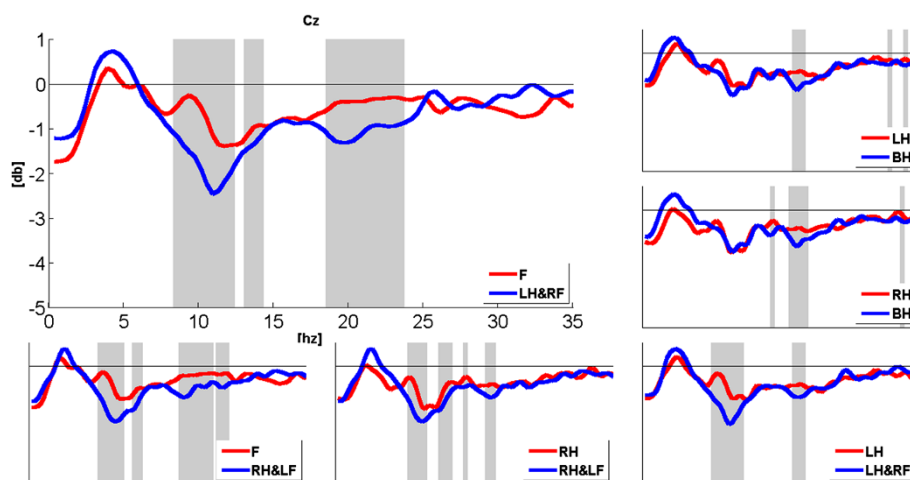 Cz
1
0
-1
-2
-3
-4
-5
[db]
0 5 10 15 20 25 30 35
[hz]
F
LH&RF
LH
BH
RH
BH
F
RH&LF
RH
RH&LF
LH
LH&RF